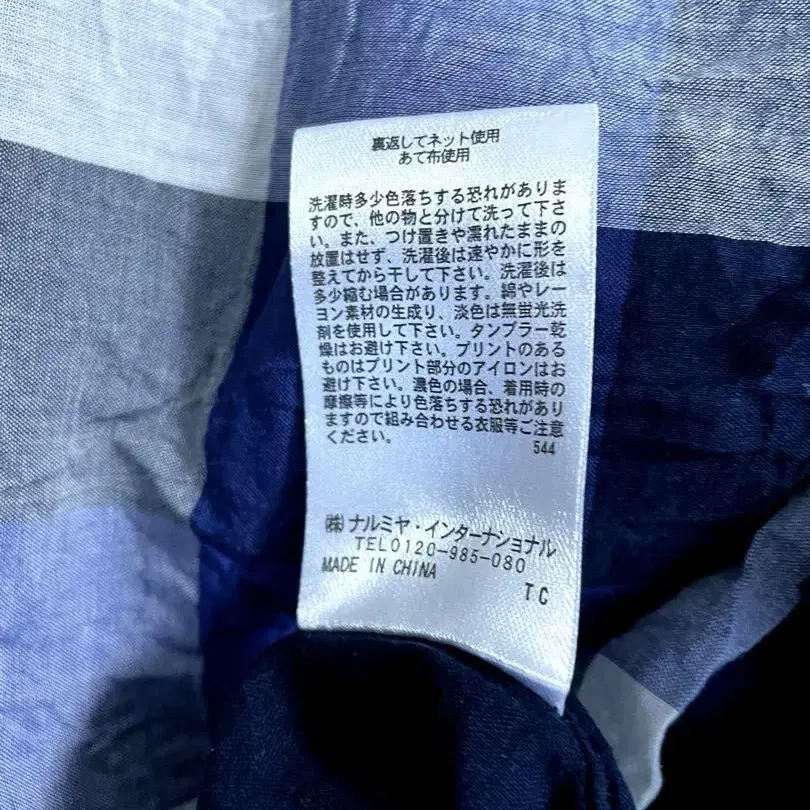 裏返してネット使用
あて布使用
洗濯時多少色落ちする恐れがありま
すので、他の物と分けて洗って下さ
い。また、つけ置きや濡れたままの
放置はせず、洗濯後は速やかに形を
整えてから干して下さい。洗濯後は
多少縮む場合があります。綿やレー
ヨン素材の生成り、淡色は無蛍光洗
剤を使用して下さい。タンブラー乾
燥はお避け下さい。プリントのある
ものはプリント部分のアイロンはお
避け下さい。濃色の場合、着用時の
摩擦等により色落ちする恐れがあり
ますので組み合わせる衣服等ご注意
ください。
544
㈱ナルミヤ・インターナショナル
TEL0120-985-080
MADE IN CHINA
TC